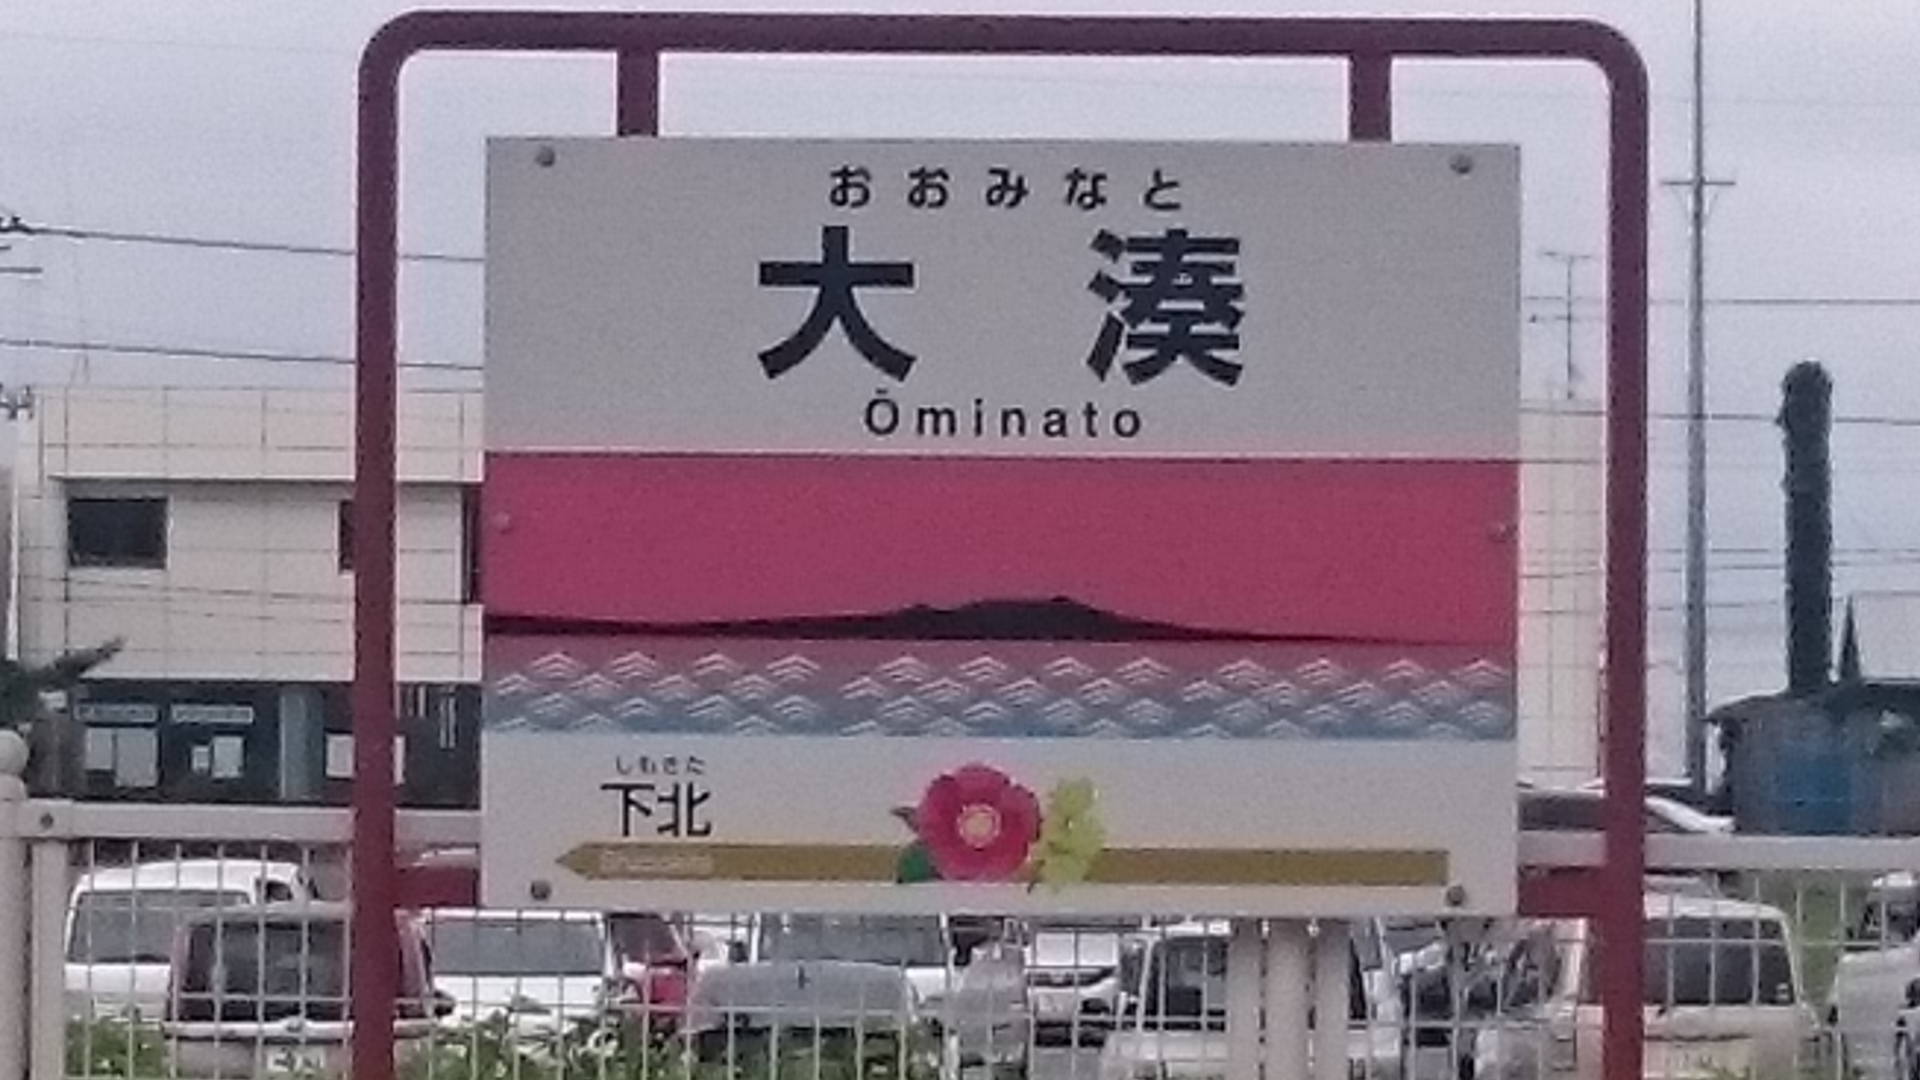 おおみなと
大湊
Ōminato
しもきた
下北